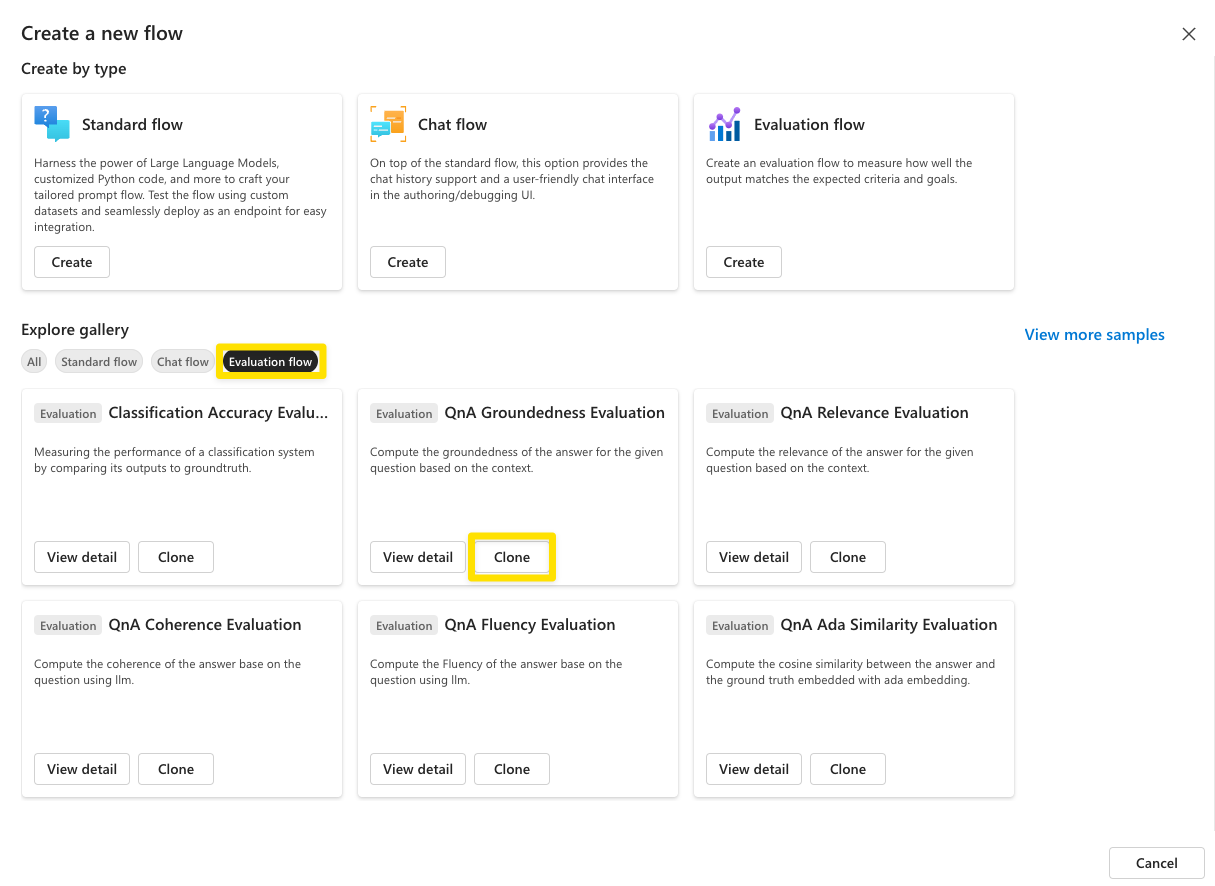 Create a new flow
Create by type
?
Standard flow
Harness the power of Large Language Models,
customized Python code, and more to craft your
tailored prompt flow. Test the flow using custom
datasets and seamlessly deploy as an endpoint for easy
integration.
Create
Chat flow
On top of the standard flow, this option provides the
chat history support and a user-friendly chat interface
in the authoring/debugging UI.
Create
Evaluation flow
Create an evaluation flow to measure how well the
output matches the expected criteria and goals.
Create
Explore gallery
View more samples
All Standard flow Chat flow Evaluation flow
Evaluation Classification Accuracy Evalu...
Measuring the performance of a classification system
by comparing its outputs to groundtruth.
View detail Clone
Evaluation QnA Groundedness Evaluation
Compute the groundedness of the answer for the given
question based on the context.
View detail Clone
Evaluation QnA Relevance Evaluation
Compute the relevance of the answer for the given
question based on the context.
View detail Clone
Evaluation QnA Coherence Evaluation
Compute the coherence of the answer base on the
question using llm.
View detail Clone
Evaluation QnA Fluency Evaluation
Compute the Fluency of the answer base on the
question using llm.
View detail Clone
Evaluation QnA Ada Similarity Evaluation
Compute the cosine similarity between the answer and
the ground truth embedded with ada embedding.
View detail Clone
Cancel